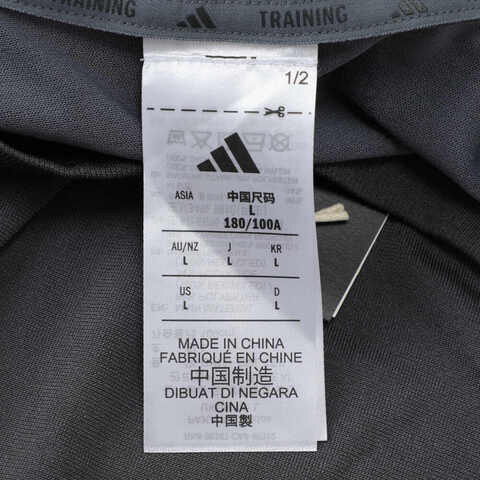 TRAINING
TRAINING
1/2
ASIA 中国尺码
L
180/100A
AU/NZ J KR
L L L
US D
L L
MADE IN CHINA
FABRIQUÉ EN CHINE
中国制造
DIBUAT DI NEGARA
CINA
中国製